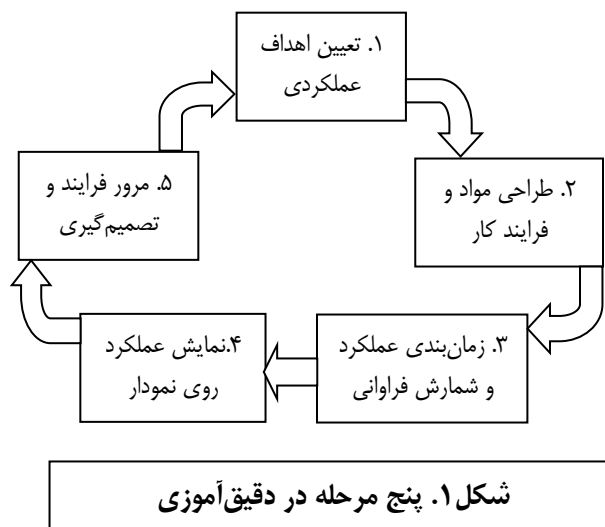 ۱. تعیین اهداف
عملکردی
۲. طراحی مواد و
فرایند کار
۳. زمان‌بندی عملکرد
و شمارش فراوانی
۴.نمایش عملکرد
روی نمودار
۵. مرور فرایند و
تصمیم‌گیری
شکل۱. پنج مرحله در دقیق‌آموزی